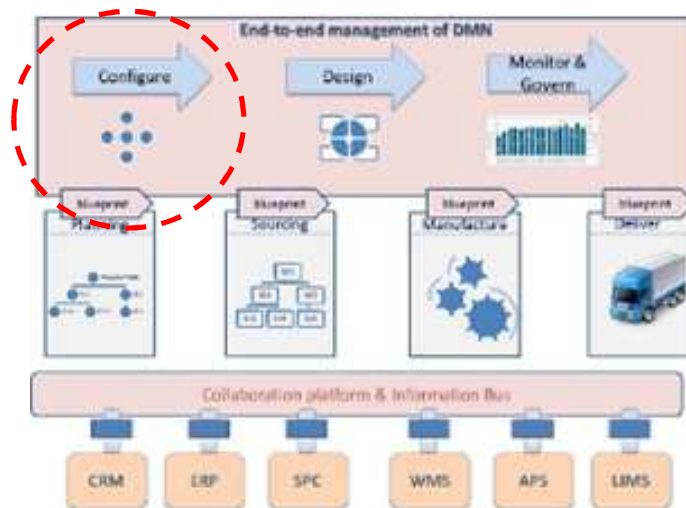 End-to-end management of DMN
Configure
Design
Monitor &
Govern
blueprint
blueprint
blueprint
blueprint
Planning
Sourcing
Manufacture
Deliver
Collaboration platform & Information Bus
CRM
ERP
SPC
WMS
APS
LIMS